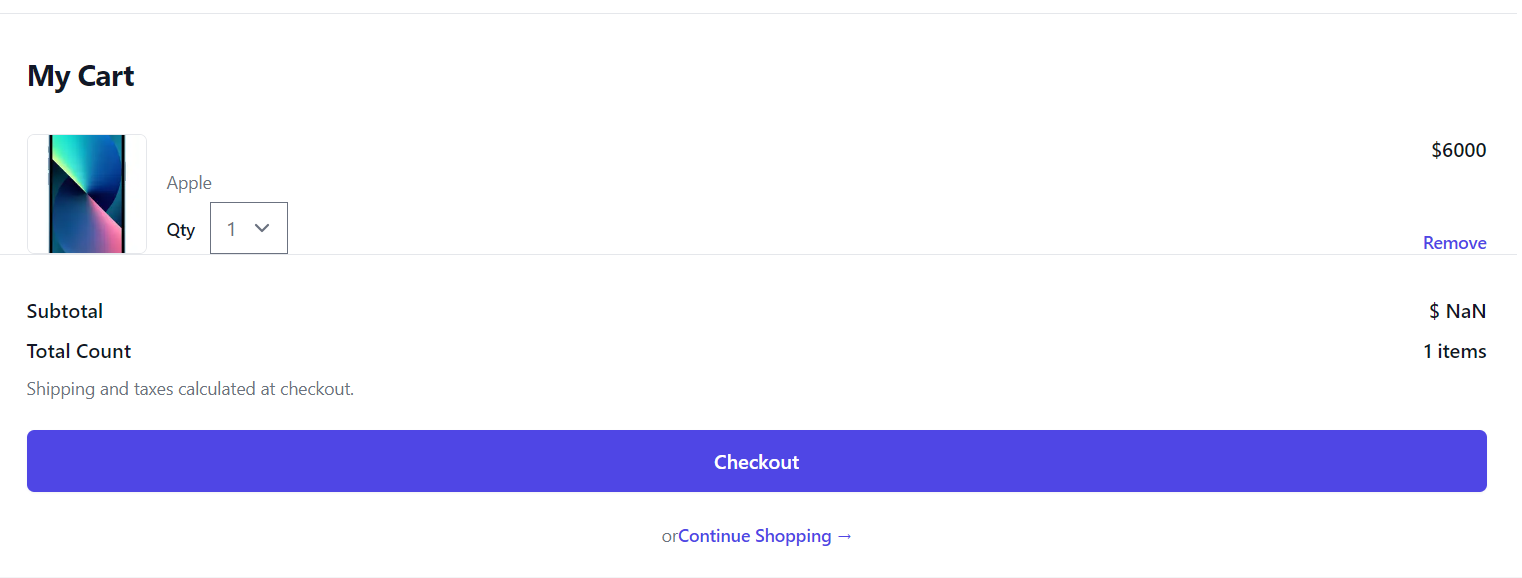 My Cart
$6000
Apple
Qty 1
Remove
Subtotal $ NaN
Total Count 1 items
Shipping and taxes calculated at checkout.
Checkout
orContinue Shopping →